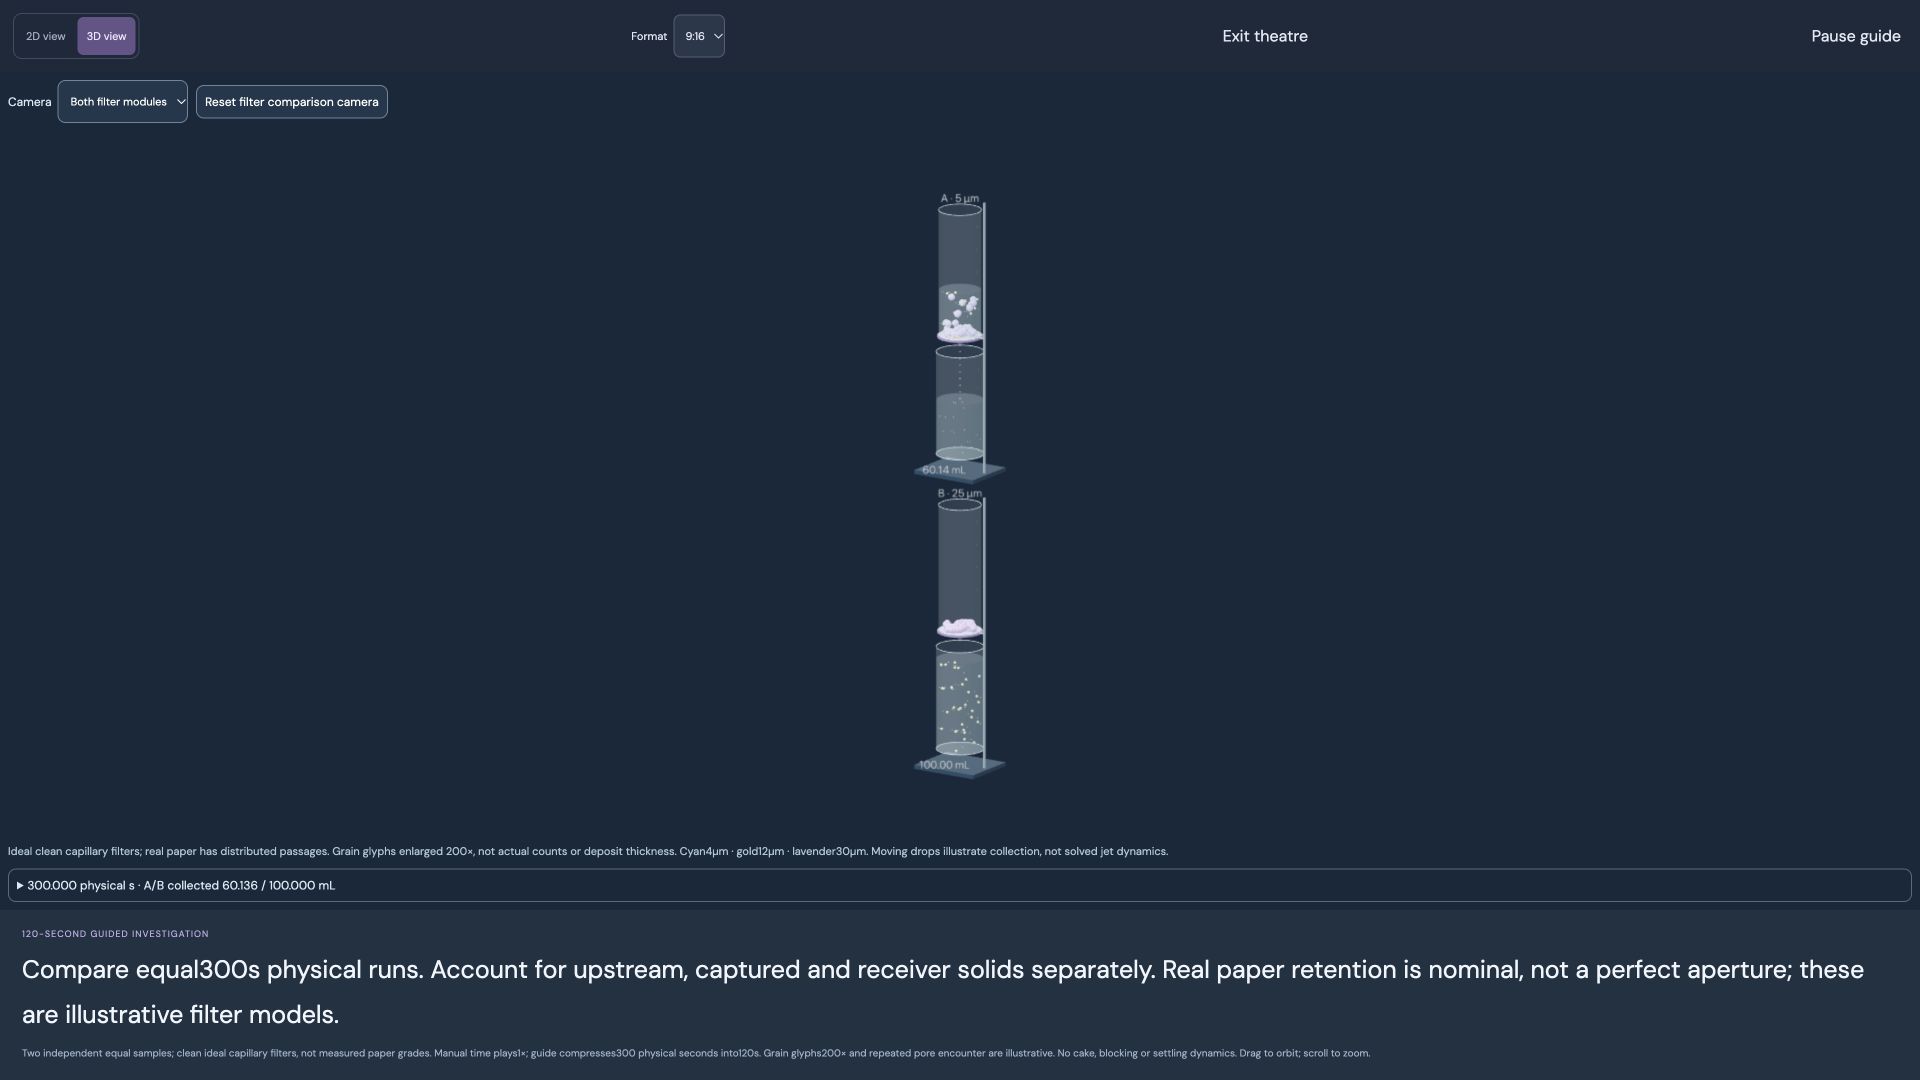 2D view 3D view Format 9:16 Exit theatre Pause guide
Camera Both filter modules Reset filter comparison camera
A · 5 µm
60.14 mL
B · 25 µm
100.00 mL
Ideal clean capillary filters; real paper has distributed passages. Grain glyphs enlarged 200×, not actual counts or deposit thickness. Cyan4µm · gold12µm · lavender30µm. Moving drops illustrate collection, not solved jet dynamics.
300.000 physical s · A/B collected 60.136 / 100.000 mL
120-SECOND GUIDED INVESTIGATION
Compare equal300s physical runs. Account for upstream, captured and receiver solids separately. Real paper retention is nominal, not a perfect aperture; these
are illustrative filter models.
Two independent equal samples; clean ideal capillary filters, not measured paper grades. Manual time plays1×; guide compresses300 physical seconds into120s. Grain glyphs200× and repeated pore encounter are illustrative. No cake, blocking or settling dynamics. Drag to orbit; scroll to zoom.